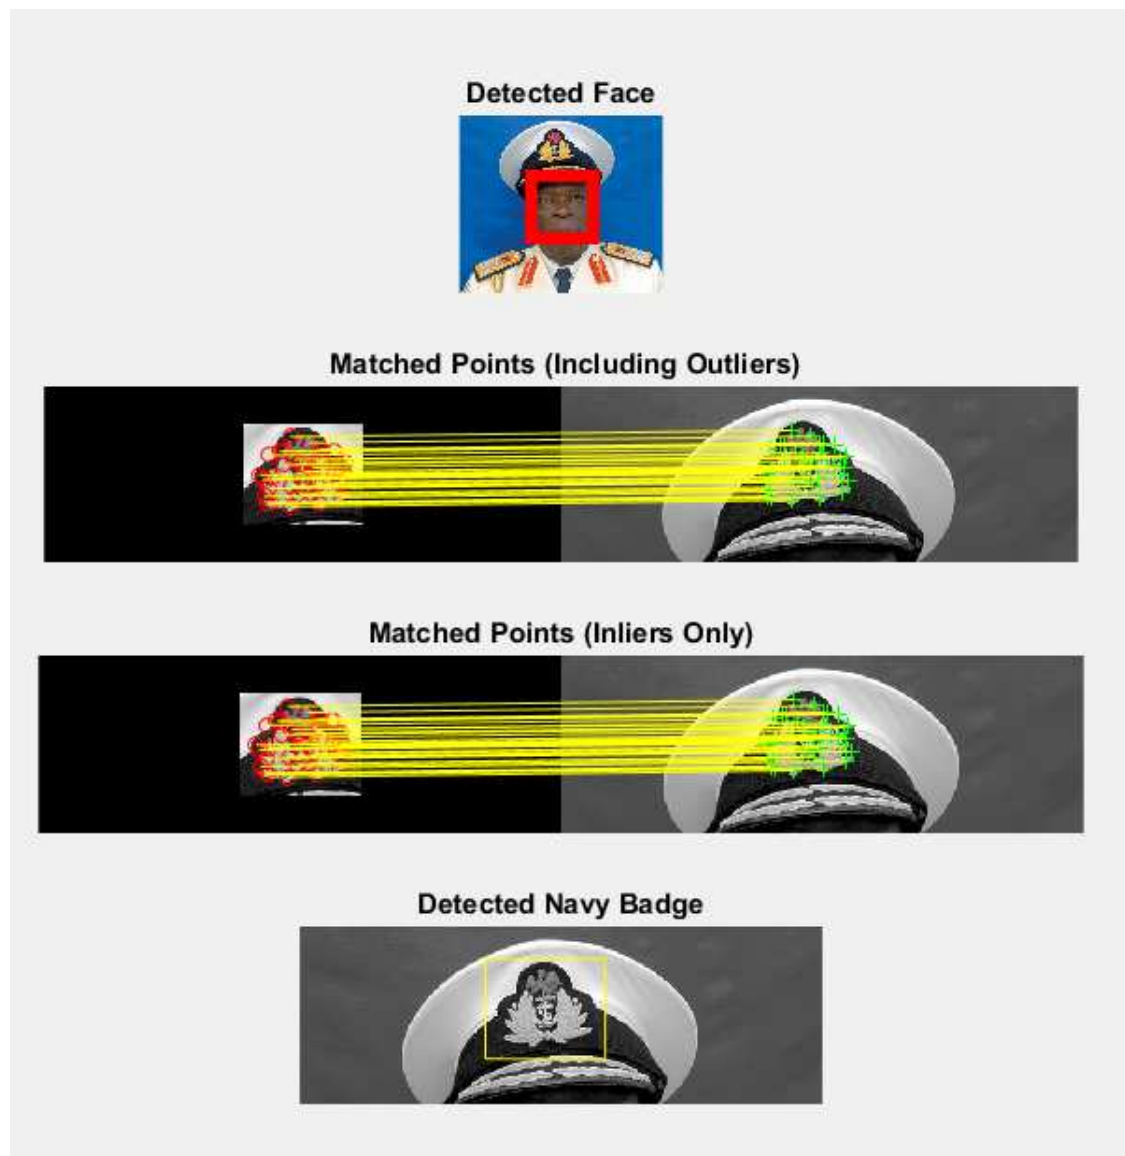 Detected Face
Matched Points (Including Outliers)
Matched Points (Inliers Only)
Detected Navy Badge